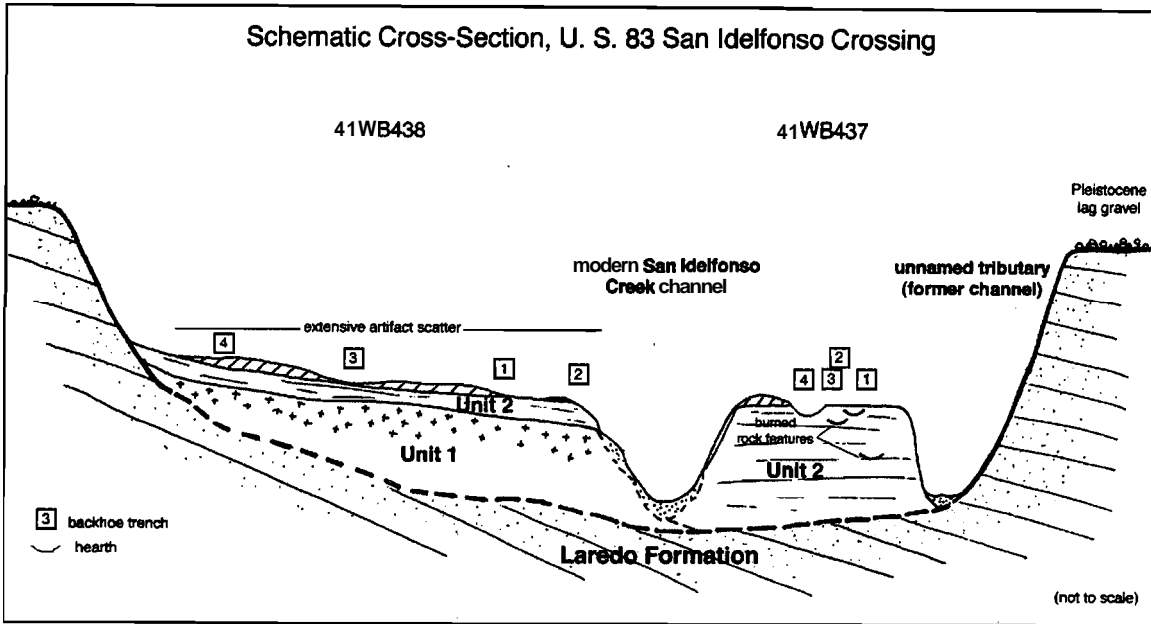 Schematic Cross-Section, U. S. 83 San Idelfonso Crossing
41WB438
41WB437
Pleistocene
lag gravel
modern San Idelfonso
Creek channel
unnamed tributary
(former channel)
extensive artifact scatter
4
3
1
2
2
4
3
1
Unit 2
burned
rock features
Unit 1
Unit 2
3 backhoe trench
hearth
Laredo Formation
(not to scale)